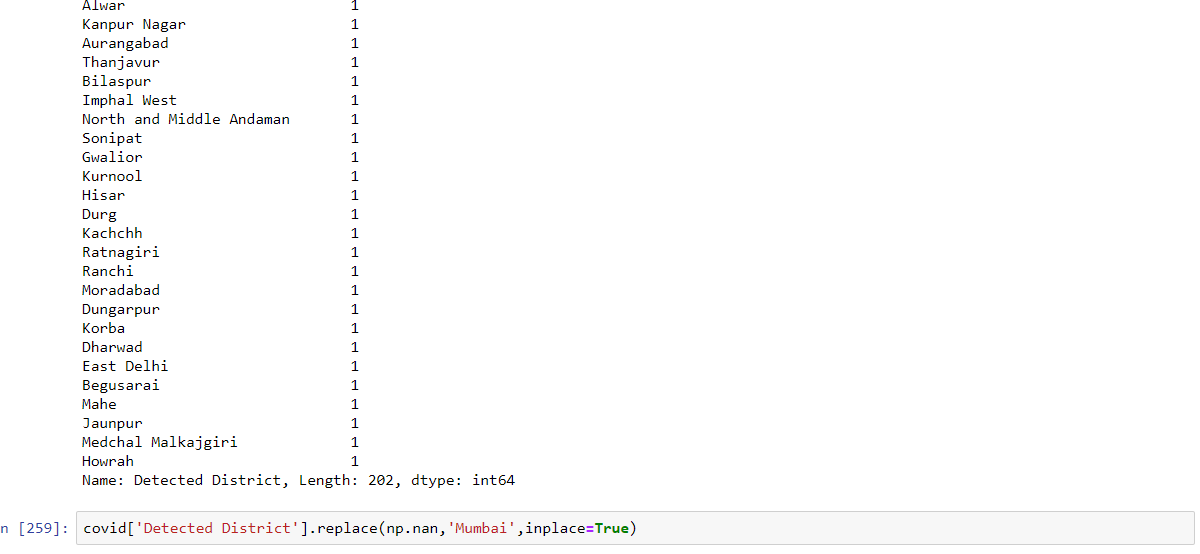 Alwar 1
Kanpur Nagar 1
Aurangabad 1
Thanjavur 1
Bilaspur 1
Imphal West 1
North and Middle Andaman 1
Sonipat 1
Gwalior 1
Kurnool 1
Hisar 1
Durg 1
Kachchh 1
Ratnagiri 1
Ranchi 1
Moradabad 1
Dungarpur 1
Korba 1
Dharwad 1
East Delhi 1
Begusarai 1
Mahe 1
Jaunpur 1
Medchal Malkajgiri 1
Howrah 1
Name: Detected District, Length: 202, dtype: int64
n [259]: covid['Detected District'].replace(np.nan,'Mumbai',inplace=True)